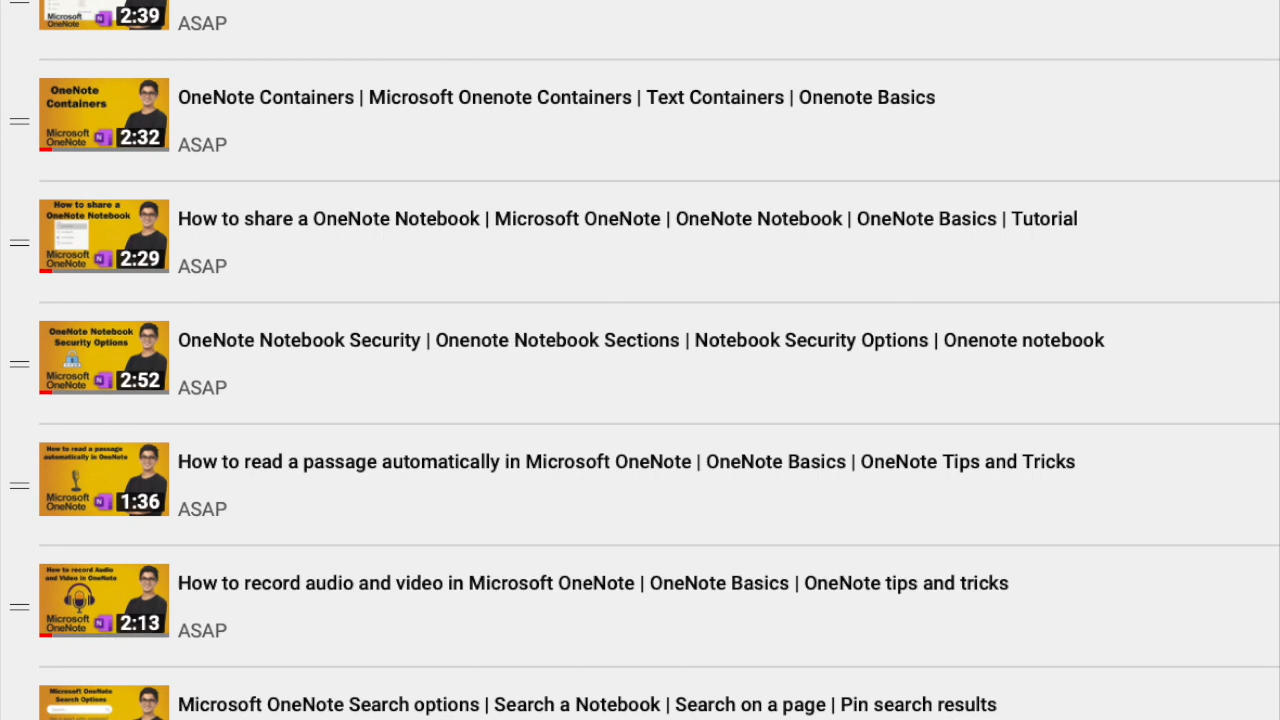 Microsoft
OneNote
N
2:39
ASAP
OneNote
Containers
Microsoft
OneNote
N
2:32
OneNote Containers | Microsoft Onenote Containers | Text Containers | Onenote Basics
ASAP
How to share a
OneNote Notebook
Microsoft
OneNote
N
2:29
How to share a OneNote Notebook | Microsoft OneNote | OneNote Notebook | OneNote Basics | Tutorial
ASAP
OneNote Notebook
Security Options
Microsoft
OneNote
N
2:52
OneNote Notebook Security | Onenote Notebook Sections | Notebook Security Options | Onenote notebook
ASAP
How to read a passage
automatically in OneNote
Microsoft
OneNote
N
1:36
How to read a passage automatically in Microsoft OneNote | OneNote Basics | OneNote Tips and Tricks
ASAP
How to record Audio
and Video in OneNote
Microsoft
OneNote
N
2:13
How to record audio and video in Microsoft OneNote | OneNote Basics | OneNote tips and tricks
ASAP
Microsoft OneNote
Search Options
Microsoft OneNote Search options | Search a Notebook | Search on a page | Pin search results